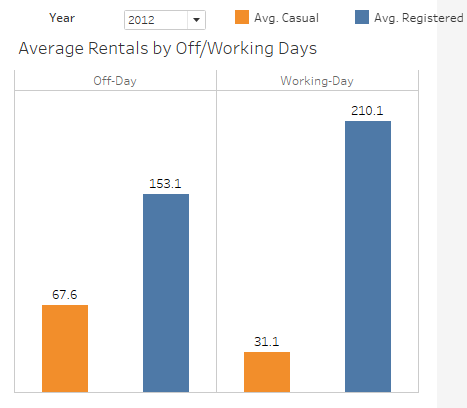 Year 2012 Avg. Casual Avg. Registered
Average Rentals by Off/Working Days
Off-Day Working-Day
210.1
153.1
67.6
31.1